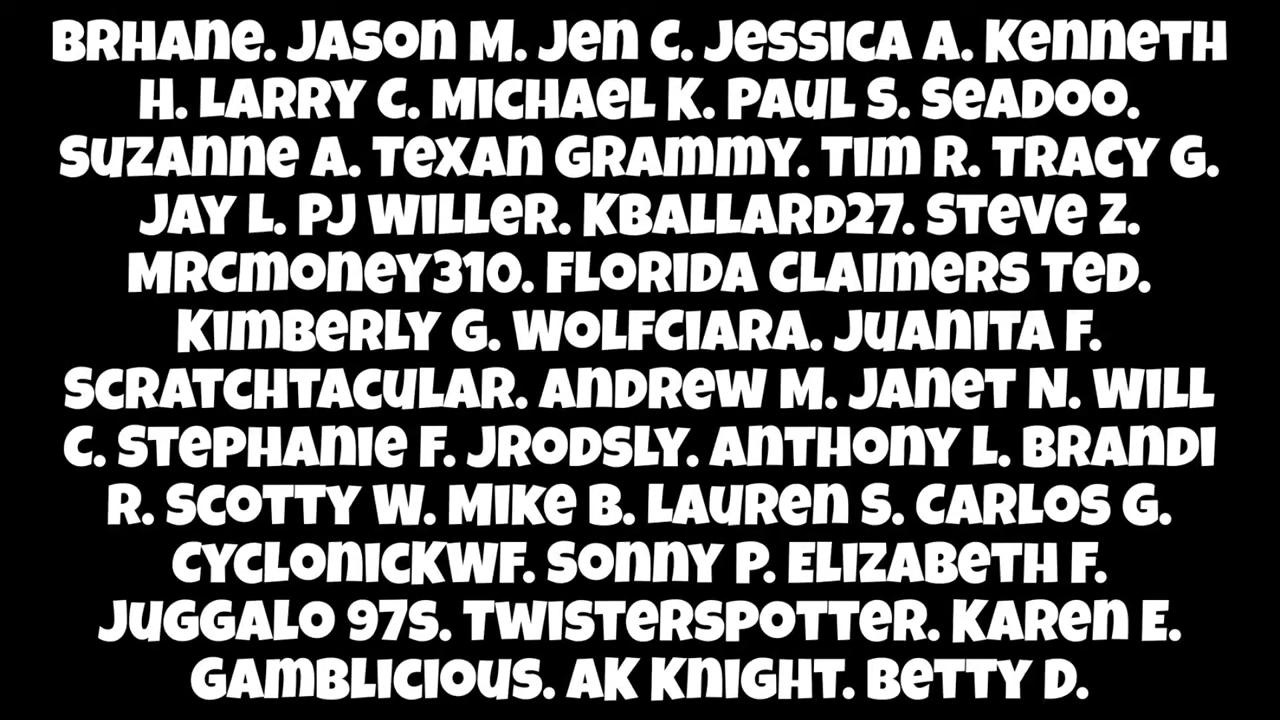 BRHANE. JASON M. JEN C. JESSICA A. KENNETH
H. LARRY C. MICHAEL K. PAUL S. SEADOO.
SUZANNE A. TEXAN GRAMMY. TIM R. TRACY G.
JAY L. PJ WILLER. KBALLARD27. STEVE Z.
MRCMONEY310. FLORIDA CLAIMERS TED.
KIMBERLY G. WOLFCIARA. JUANITA F.
SCRATCHTACULAR. ANDREW M. JANET N. WILL
C. STEPHANIE F. JRODSLY. ANTHONY L. BRANDI
R. SCOTTY W. MIKE B. LAUREN S. CARLOS G.
CYCLONICKWF. SONNY P. ELIZABETH F.
JUGGALO 97S. TWISTERSPOTTER. KAREN E.
GAMBLICIOUS. AK KNIGHT. BETTY D.